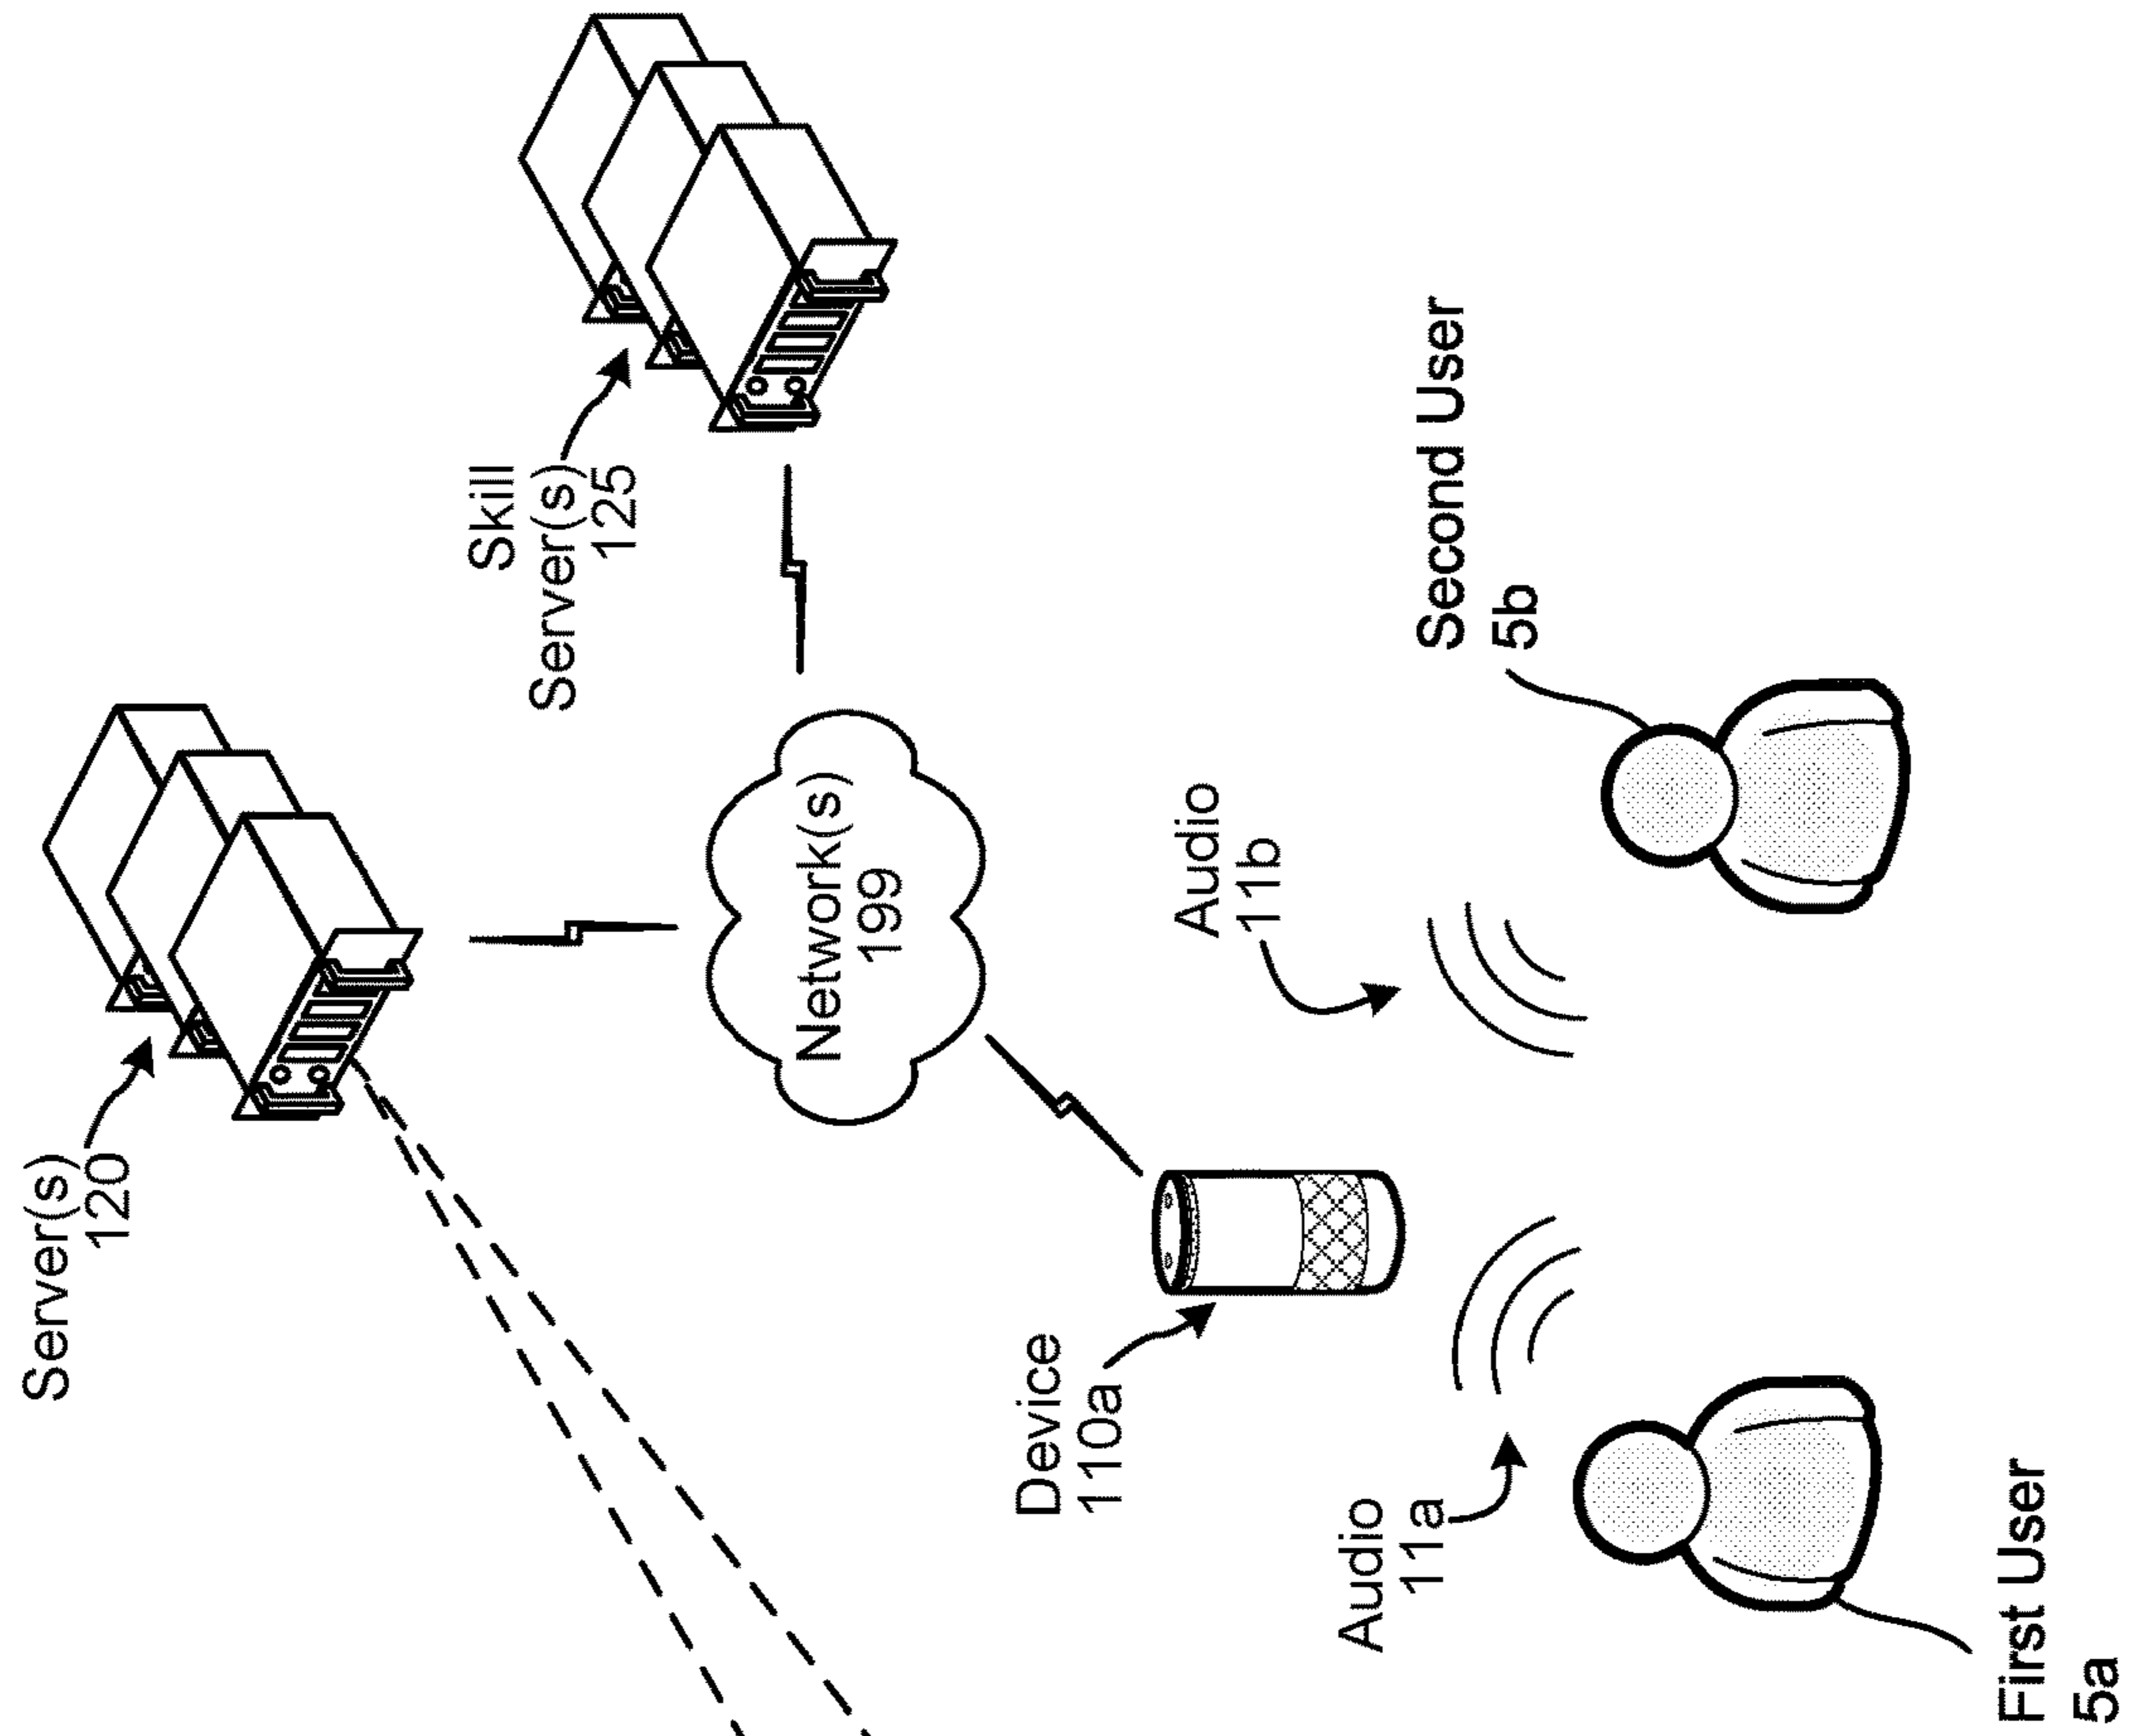 Server(s)
120
Skill
Server(s)
125
Network(s)
199
Device
110a
Audio
11b
Audio
11a
Second User
5b
First User
5a